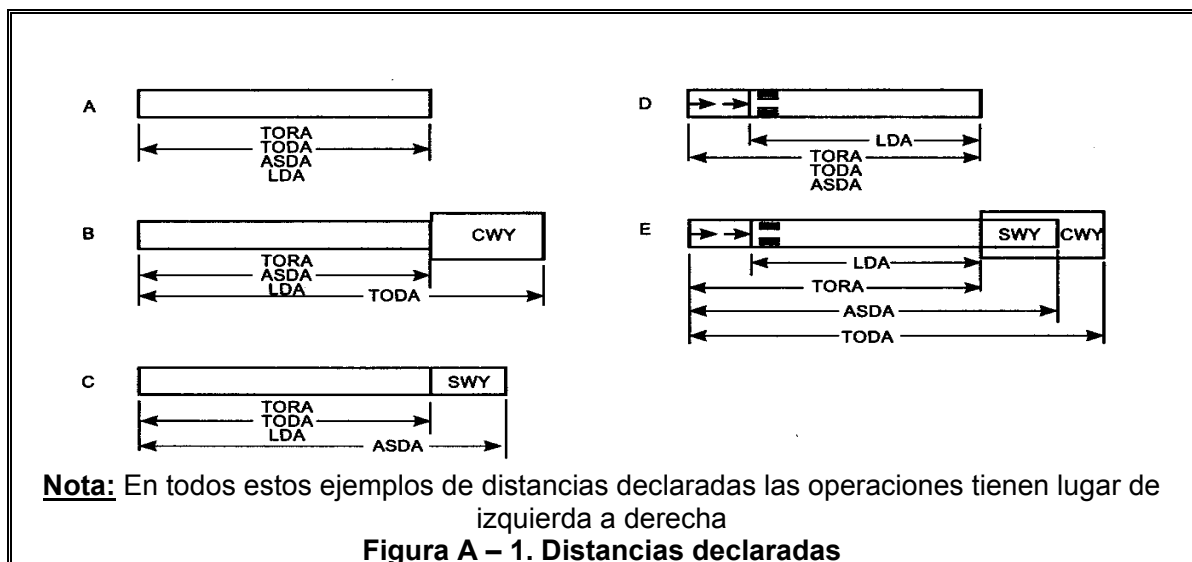 A
TORA
TODA
ASDA
LDA
B
CWY
TORA
ASDA
LDA
TODA
C
SWY
TORA
TODA
LDA
ASDA
D
LDA
TORA
TODA
ASDA
E
SWY CWY
LDA
TORA
ASDA
TODA
Nota: En todos estos ejemplos de distancias declaradas las operaciones tienen lugar de
izquierda a derecha
Figura A – 1. Distancias declaradas